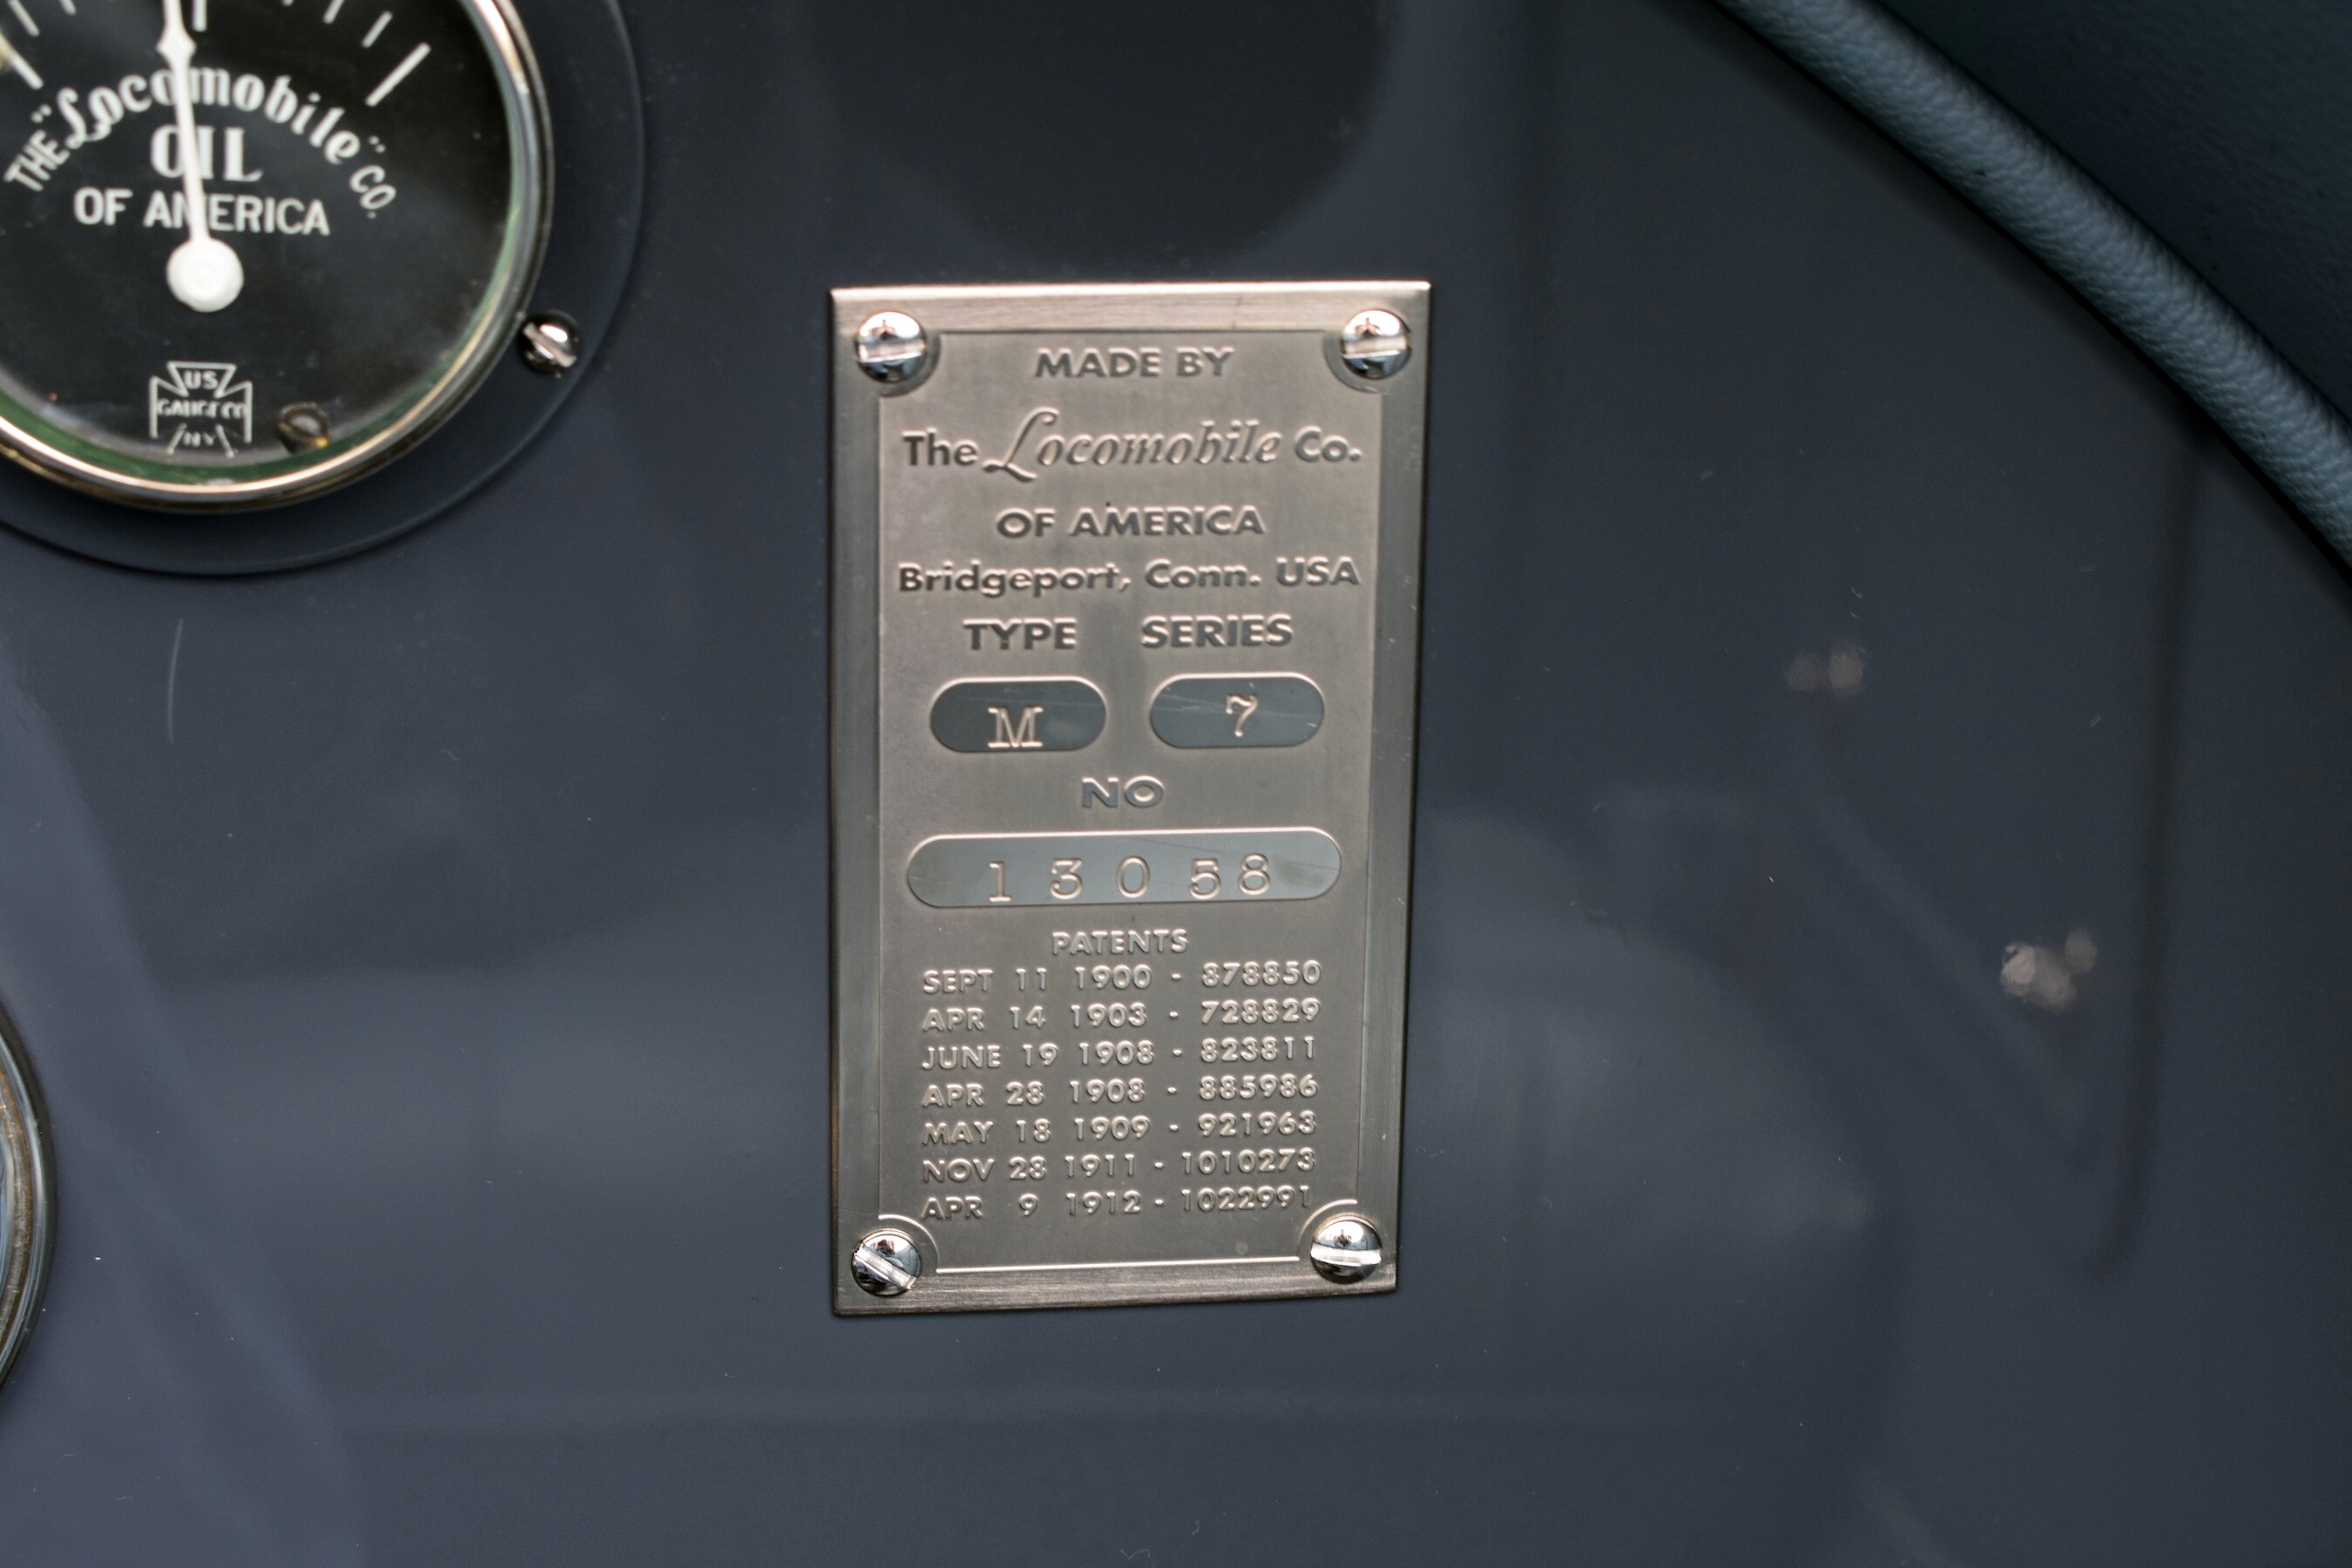 THE "Locomobile" CO.
OIL
OF AMERICA
US
GAUGE CO
NY
MADE BY
The Locomobile Co.
OF AMERICA
Bridgeport, Conn. USA
TYPE SERIES
M 7
NO
13058
PATENTS
SEPT 11 1900 - 878850
APR 14 1903 - 728829
JUNE 19 1908 - 823811
APR 28 1908 - 885986
MAY 18 1909 - 921963
NOV 28 1911 - 1010273
APR 9 1912 - 1022991